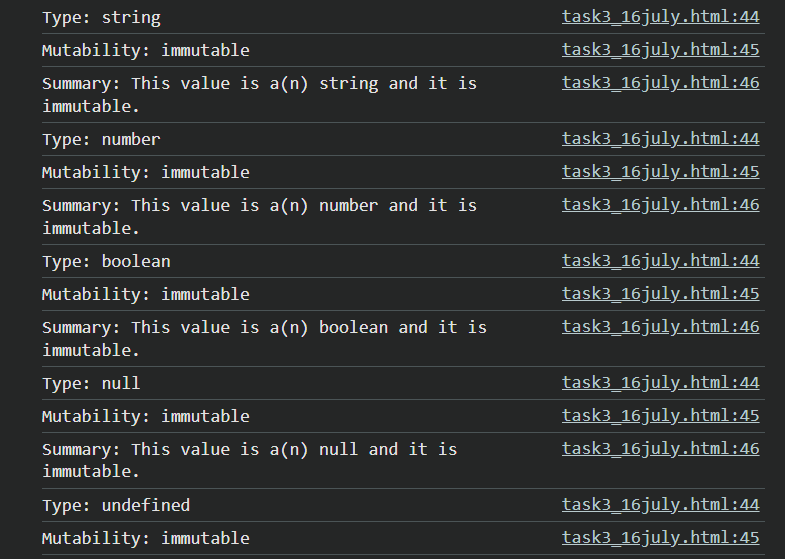 Type: string task3_16july.html:44
Mutability: immutable task3_16july.html:45
Summary: This value is a(n) string and it is task3_16july.html:46
immutable.
Type: number task3_16july.html:44
Mutability: immutable task3_16july.html:45
Summary: This value is a(n) number and it is task3_16july.html:46
immutable.
Type: boolean task3_16july.html:44
Mutability: immutable task3_16july.html:45
Summary: This value is a(n) boolean and it is task3_16july.html:46
immutable.
Type: null task3_16july.html:44
Mutability: immutable task3_16july.html:45
Summary: This value is a(n) null and it is task3_16july.html:46
immutable.
Type: undefined task3_16july.html:44
Mutability: immutable task3_16july.html:45